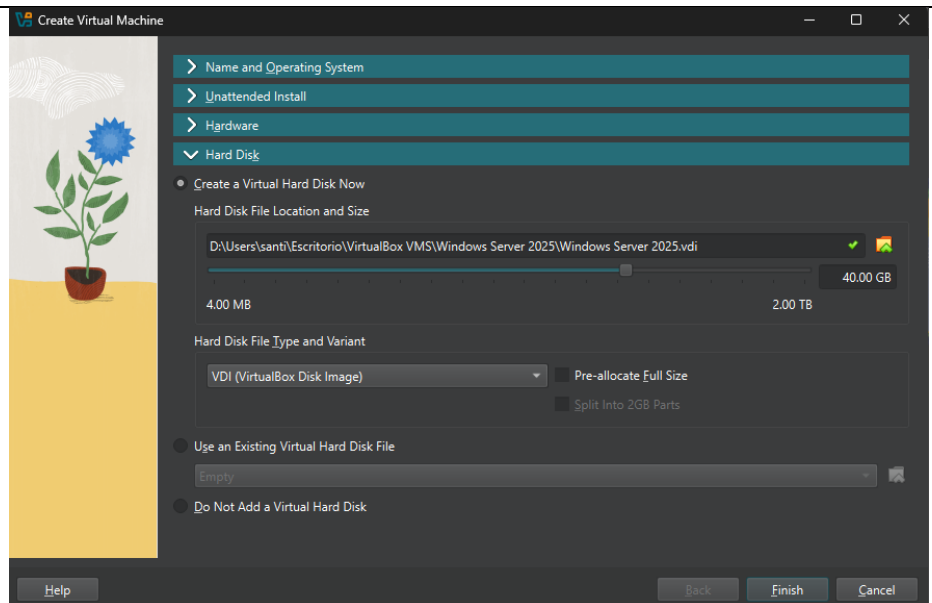 Create Virtual Machine
Name and Operating System
Unattended Install
Hardware
Hard Disk
Create a Virtual Hard Disk Now
Hard Disk File Location and Size
D:\Users\santi\Escritorio\VirtualBox VMS\Windows Server 2025\Windows Server 2025.vdi
40.00 GB
4.00 MB 2.00 TB
Hard Disk File Type and Variant
VDI (VirtualBox Disk Image) Pre-allocate Full Size
Split Into 2GB Parts
Use an Existing Virtual Hard Disk File
Empty
Do Not Add a Virtual Hard Disk
Help Back Finish Cancel